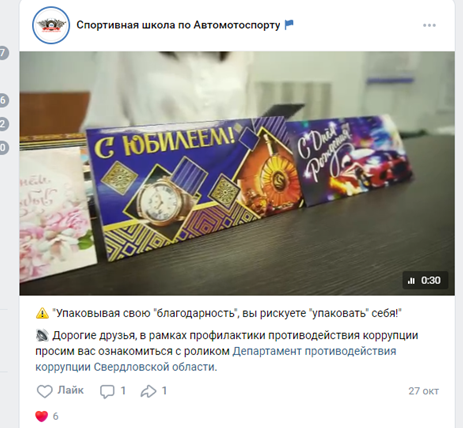 Спортивная школа по Автомотоспорту
7
6
2
0
С ЮБИЛЕЕМ!
С Днём
Рождения!
0:30
"Упаковывая свою "благодарность", вы рискуете "упаковать" себя!"
Дорогие друзья, в рамках профилактики противодействия коррупции
просим вас ознакомиться с роликом Департамент противодействия
коррупции Свердловской области.
Лайк 1 1 27 окт
6